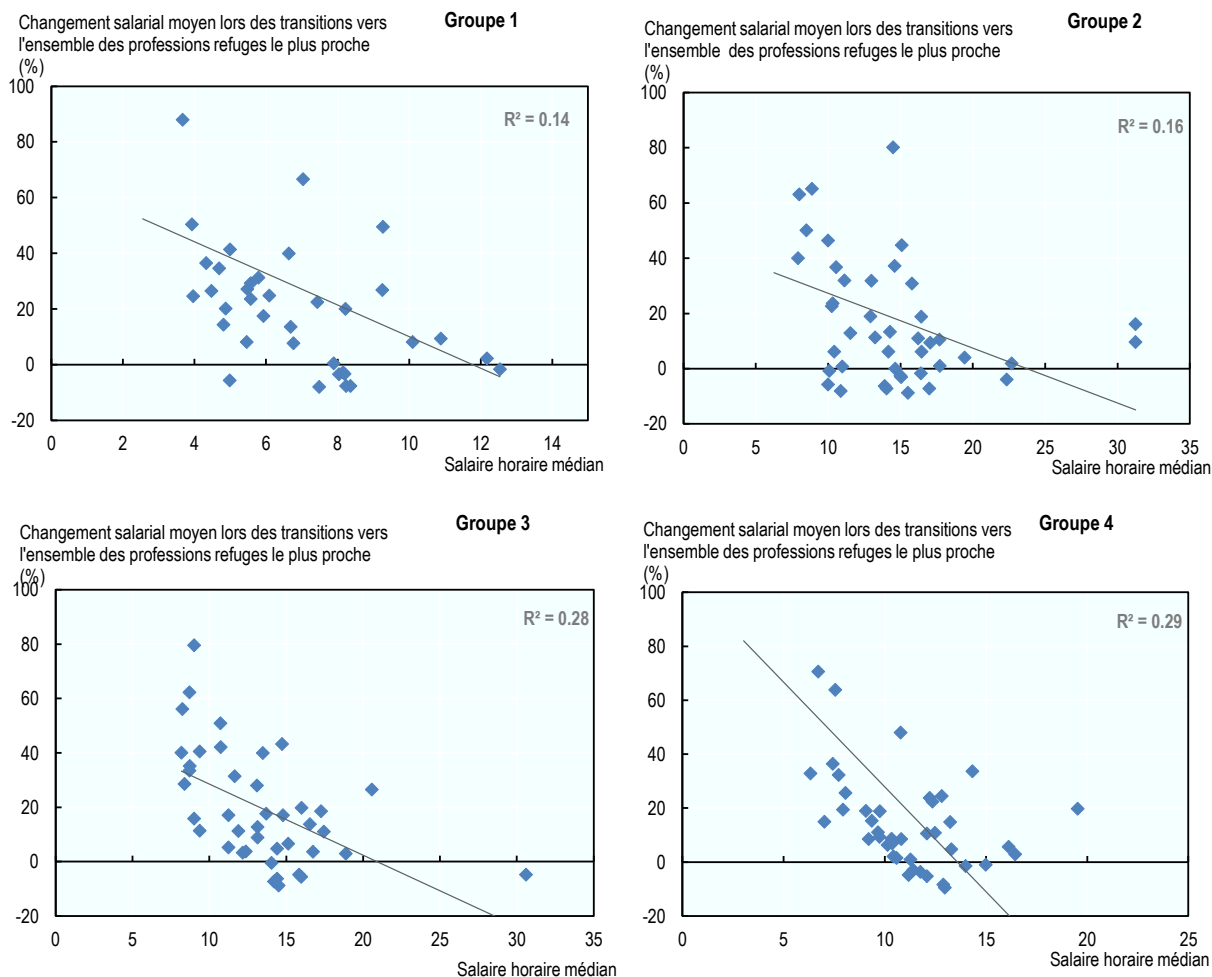 Changement salarial moyen lors des transitions vers
l'ensemble des professions refuges le plus proche
(%)
Groupe 1
100
80
60
40
20
0
-20
R² = 0.14
0 2 4 6 8 10 12 14
Salaire horaire médian
Changement salarial moyen lors des transitions vers
l'ensemble des professions refuges le plus proche
(%)
Groupe 2
100
80
60
40
20
0
-20
R² = 0.16
0 5 10 15 20 25 30 35
Salaire horaire médian
Changement salarial moyen lors des transitions vers
l'ensemble des professions refuges le plus proche
(%)
Groupe 3
100
80
60
40
20
0
-20
R² = 0.28
0 5 10 15 20 25 30 35
Salaire horaire médian
Changement salarial moyen lors des transitions vers
l'ensemble des professions refuges le plus proche
(%)
Groupe 4
100
80
60
40
20
0
-20
R² = 0.29
0 5 10 15 20 25
Salaire horaire médian